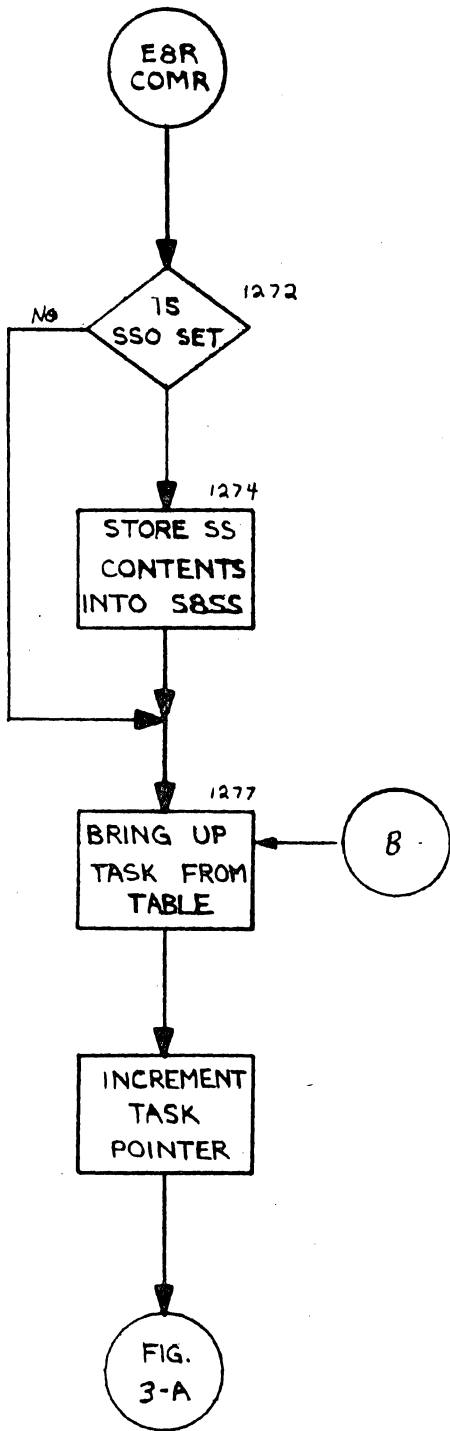 E8R
COMR
1272
No
IS
SSO SET
1274
STORE SS
CONTENTS
INTO S8SS
1277
BRING UP
TASK FROM
TABLE
B
INCREMENT
TASK
POINTER
FIG.
3-A